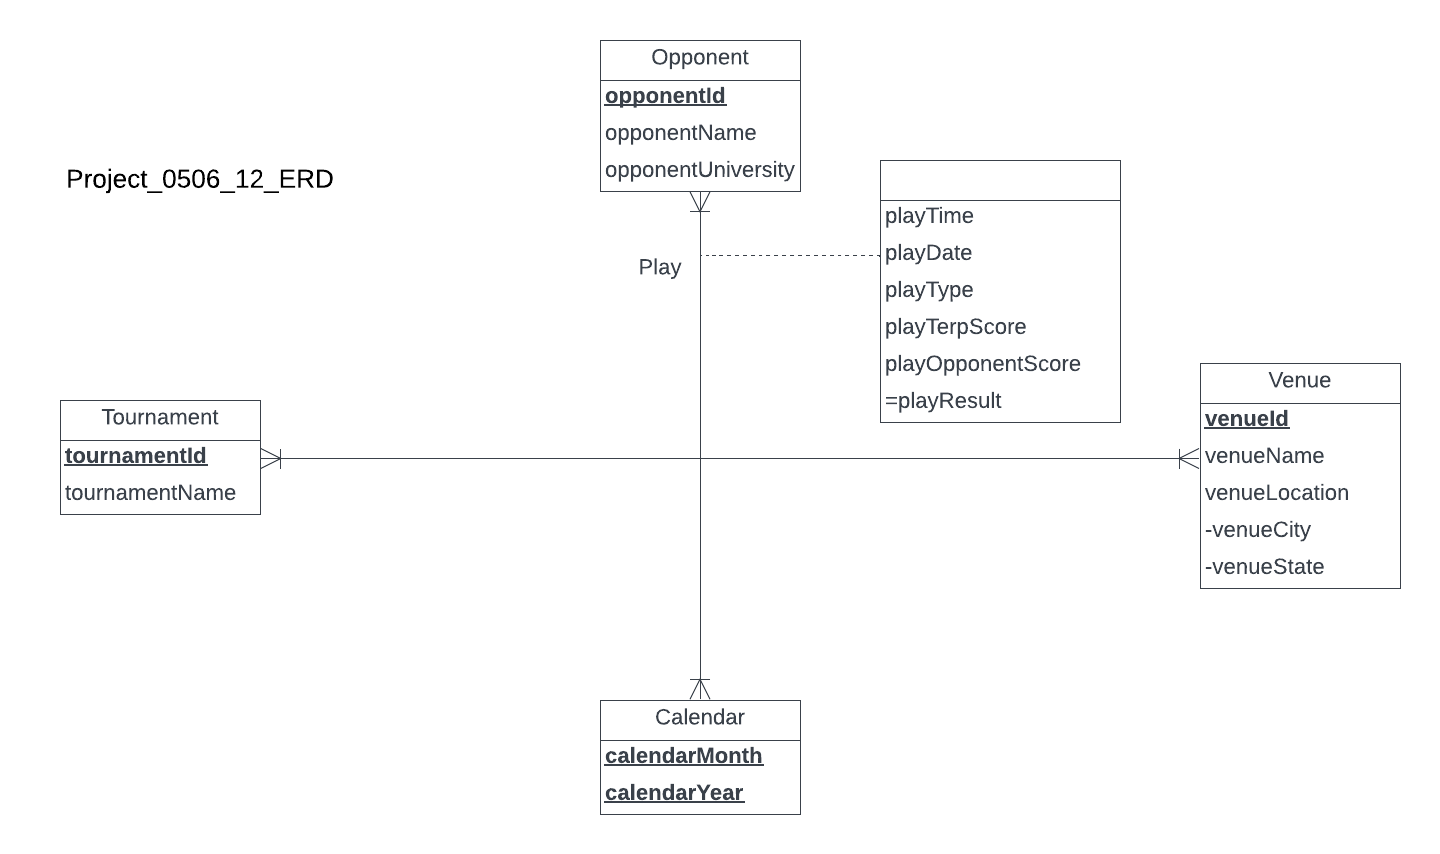 Project_0506_12_ERD
Opponent
opponentId
opponentName
opponentUniversity
Play
playTime
playDate
playType
playTerpScore
playOpponentScore
=playResult
Tournament
tournamentId
tournamentName
Venue
venueId
venueName
venueLocation
-venueCity
-venueState
Calendar
calendarMonth
calendarYear